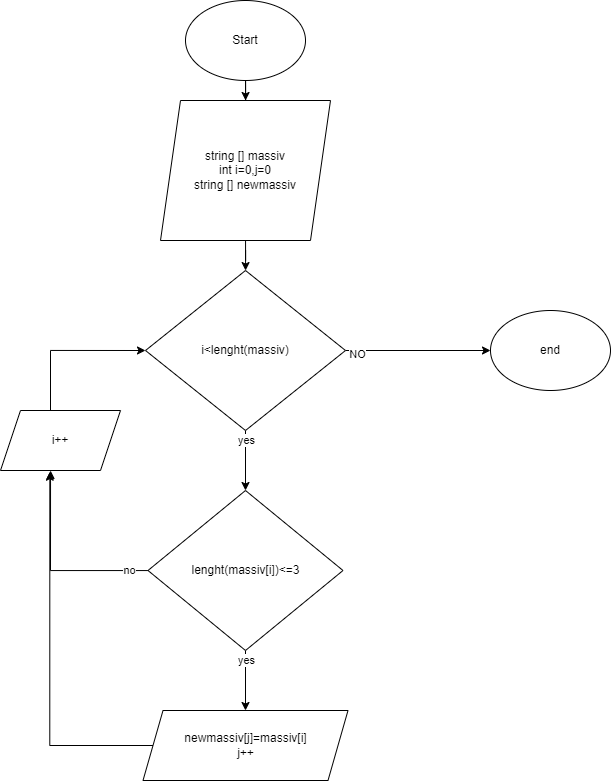 Start
string [] massiv
int i=0,j=0
string [] newmassiv
i<lenght(massiv)
NO
end
yes
i++
lenght(massiv[i])<=3
no
yes
newmassiv[j]=massiv[i]
j++